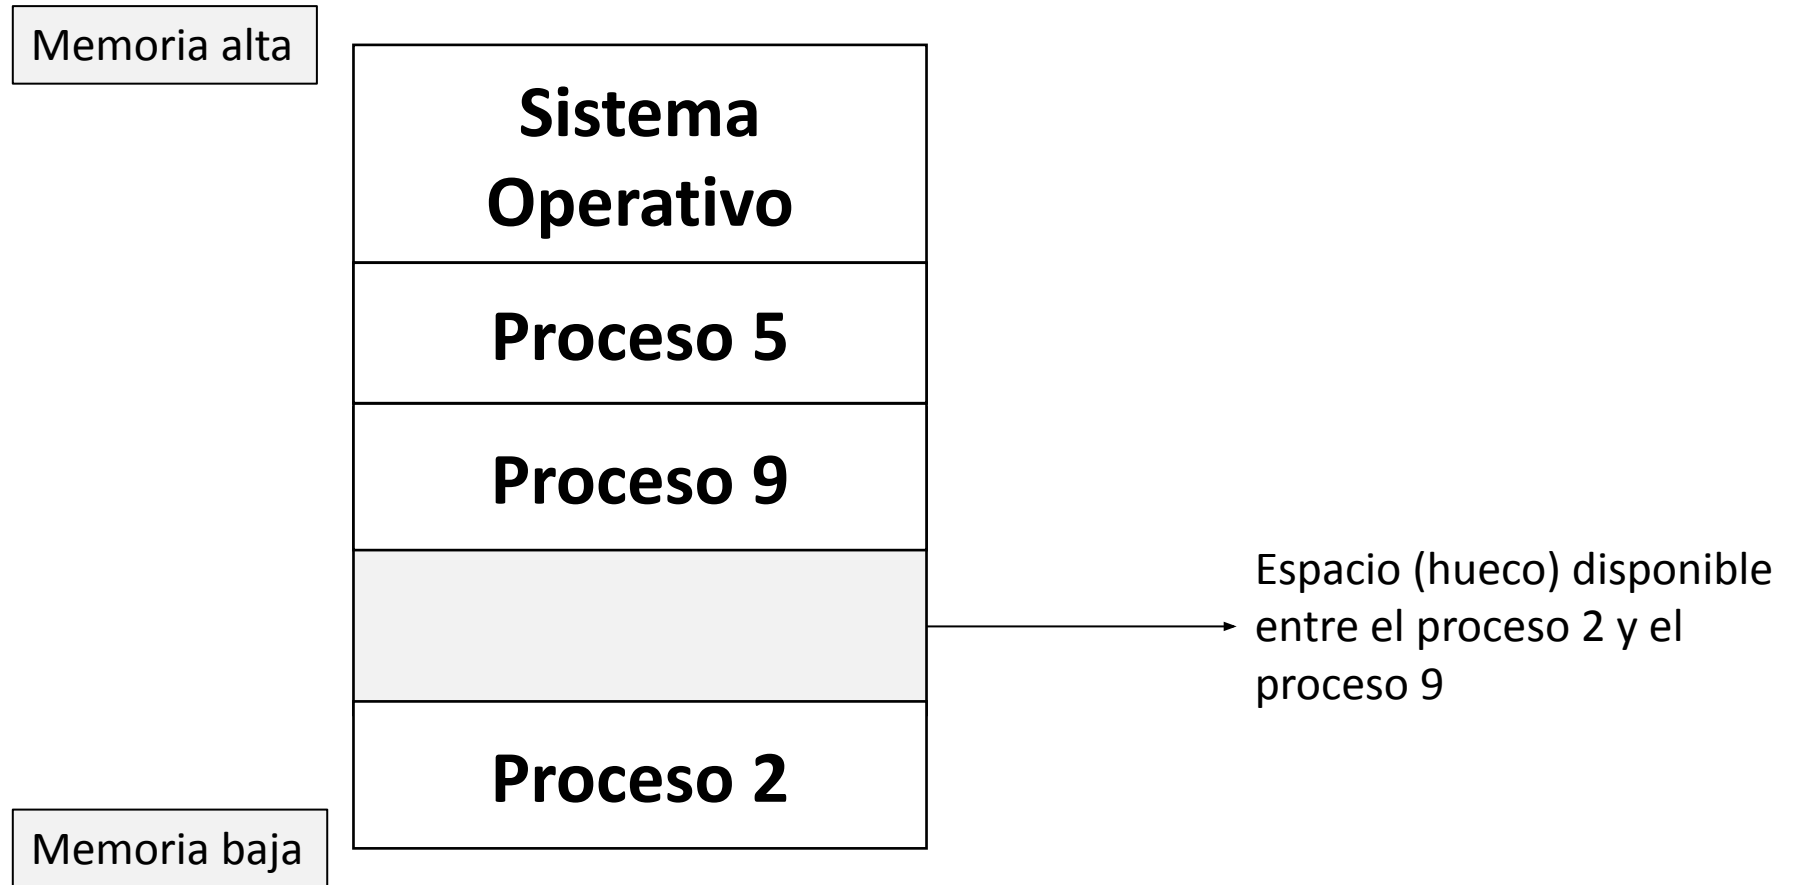 Memoria alta
Sistema
Operativo
Proceso 5
Proceso 9
Espacio (hueco) disponible
entre el proceso 2 y el
proceso 9
Proceso 2
Memoria baja